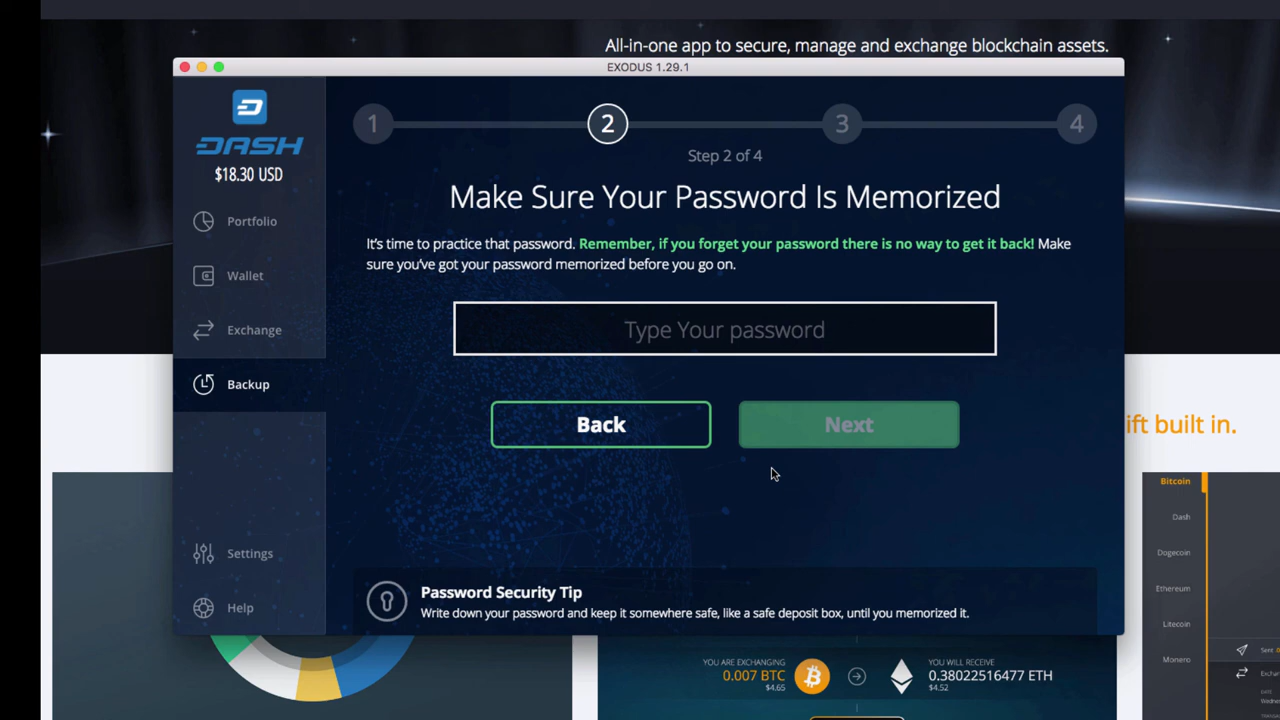 All-in-one app to secure, manage and exchange blockchain assets.
EXODUS 1.29.1
DASH
$18.30 USD
Portfolio
Wallet
Exchange
Backup
Settings
Help
1
2
3
4
Step 2 of 4
Make Sure Your Password Is Memorized
It's time to practice that password. Remember, if you forget your password there is no way to get it back! Make
sure you've got your password memorized before you go on.
Type Your password
Back
Next
Password Security Tip
Write down your password and keep it somewhere safe, like a safe deposit box, until you memorized it.
ift built in.
Bitcoin
Dash
Dogecoin
Ethereum
Litecoin
Monero
Sent
YOU ARE EXCHANGING
0.007 BTC
$4.65
YOU WILL RECEIVE
0.38022516477 ETH
$4.52